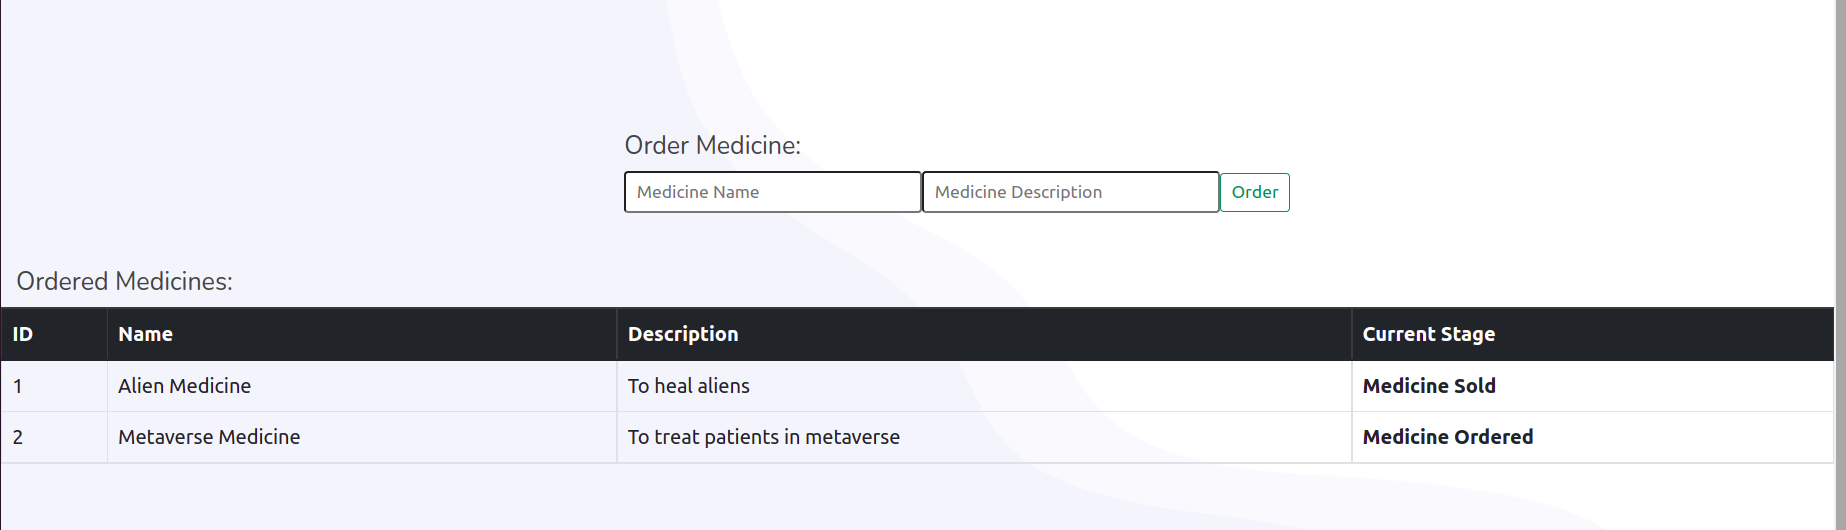 Order Medicine:
Medicine Name Medicine Description Order
Ordered Medicines:
ID Name Description Current Stage
1 Alien Medicine To heal aliens Medicine Sold
2 Metaverse Medicine To treat patients in metaverse Medicine Ordered